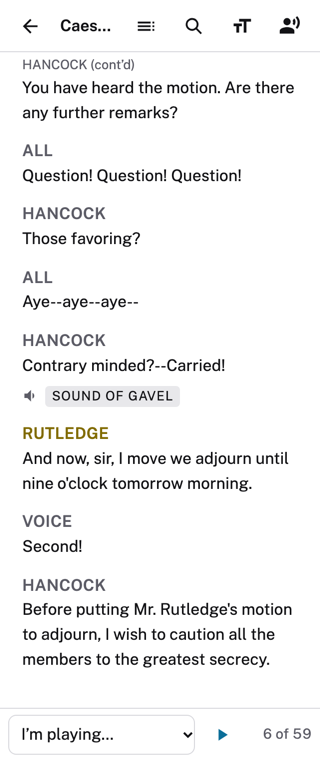 Caes...
HANCOCK (cont'd)
You have heard the motion. Are there
any further remarks?
ALL
Question! Question! Question!
HANCOCK
Those favoring?
ALL
Aye--aye--aye--
HANCOCK
Contrary minded?--Carried!
SOUND OF GAVEL
RUTLEDGE
And now, sir, I move we adjourn until
nine o'clock tomorrow morning.
VOICE
Second!
HANCOCK
Before putting Mr. Rutledge's motion
to adjourn, I wish to caution all the
members to the greatest secrecy.
I'm playing...
6 of 59